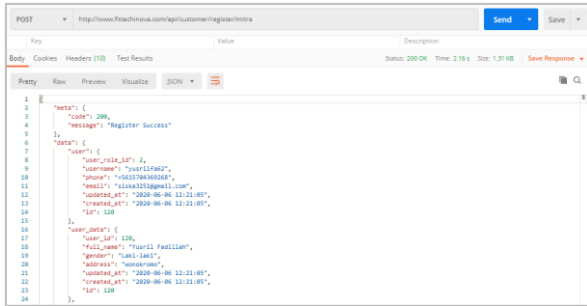 POST http://www.fittechinova.com/api/customer/register/mitra Send Save
Key Value Description
Body Cookies Headers (10) Test Results Status: 200 OK Time: 2.16 s Size: 1.31 KB Save Response
Pretty Raw Preview Visualize JSON
1 {
2 "meta": {
3 "code": 200,
4 "message": "Register Success"
5 },
6 "data": {
7 "user": {
8 "user_role_id": 2,
9 "username": "yusrilfa62",
10 "phone":
11 "email": "siska3251@gmail.com",
12 "updated_at": "2020-06-06 12:21:05",
13 "created_at": "2020-06-06 12:21:05",
14 "id": 120
15 },
16 "user_data": {
17 "user_id": 120,
18 "full_name": "Yusril Fadillah",
19 "gender": "Laki-laki",
20 "address": "wonokromo",
21 "updated_at": "2020-06-06 12:21:05",
22 "created_at": "2020-06-06 12:21:05",
23 "id": 120
24 },